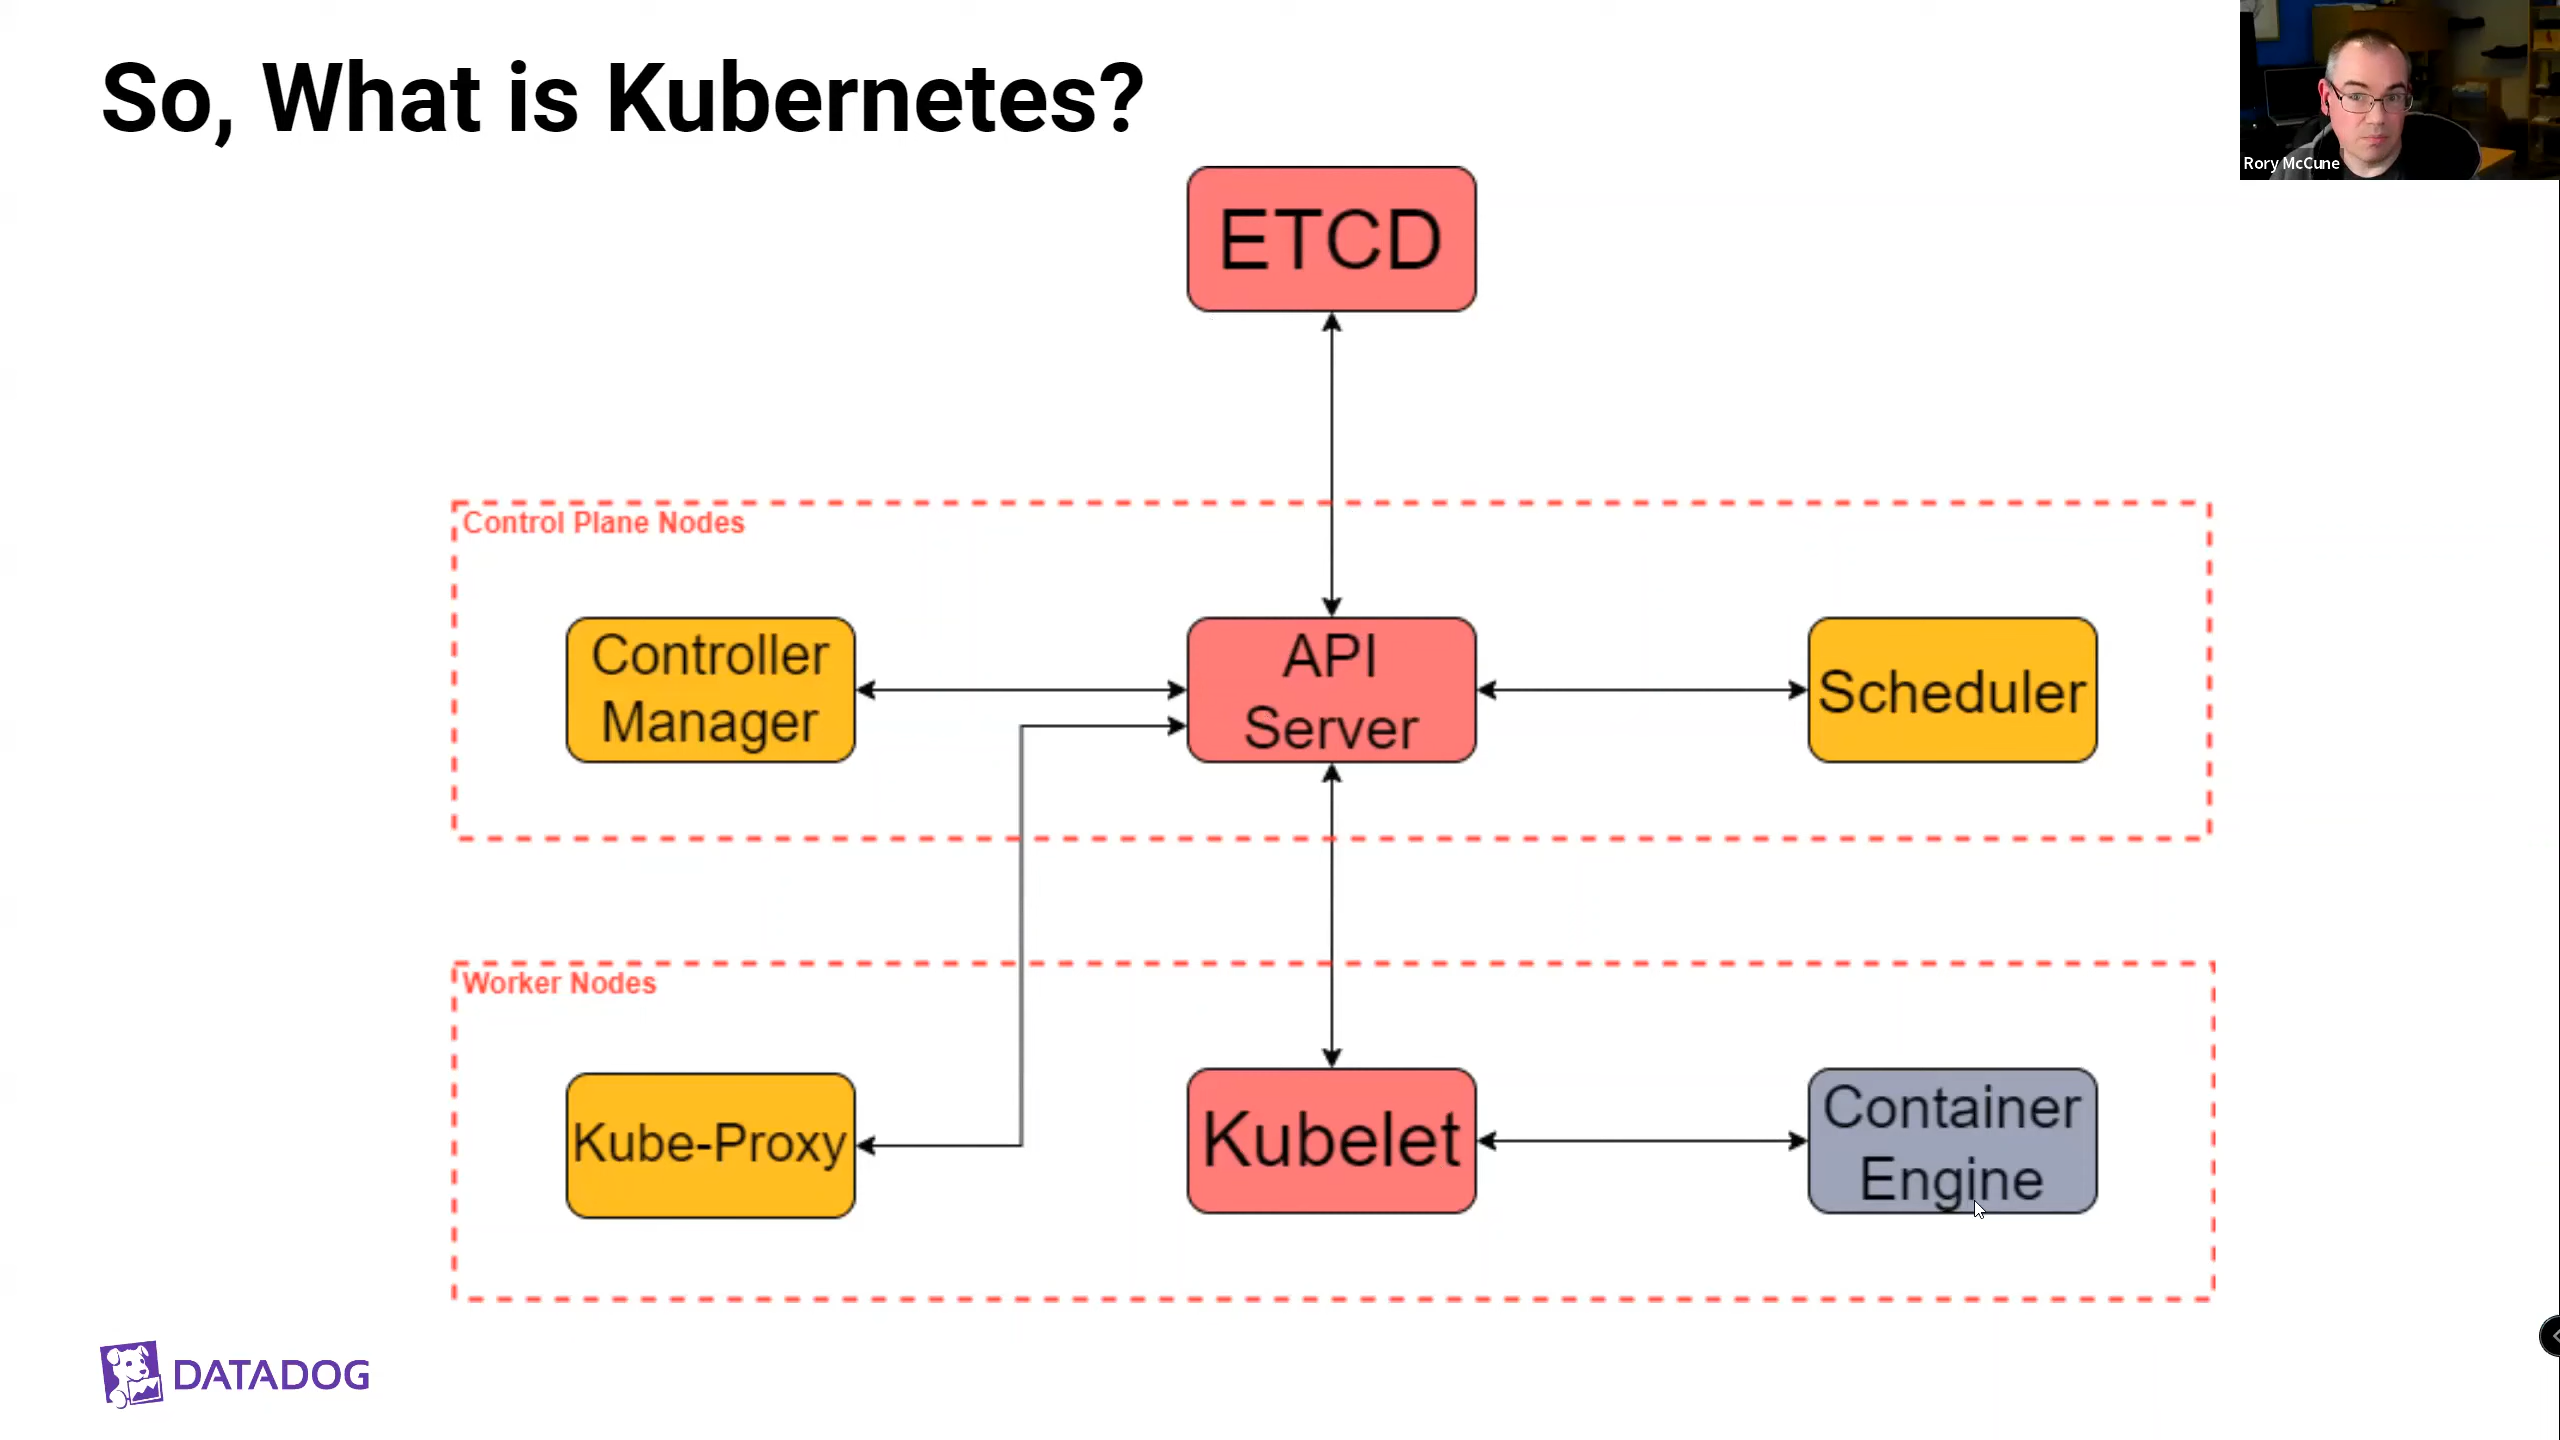 So, What is Kubernetes?
Rory McCune
ETCD
Control Plane Nodes
Controller
Manager
API
Server
Scheduler
Worker Nodes
Kube-Proxy
Kubelet
Container
Engine
DATADOG